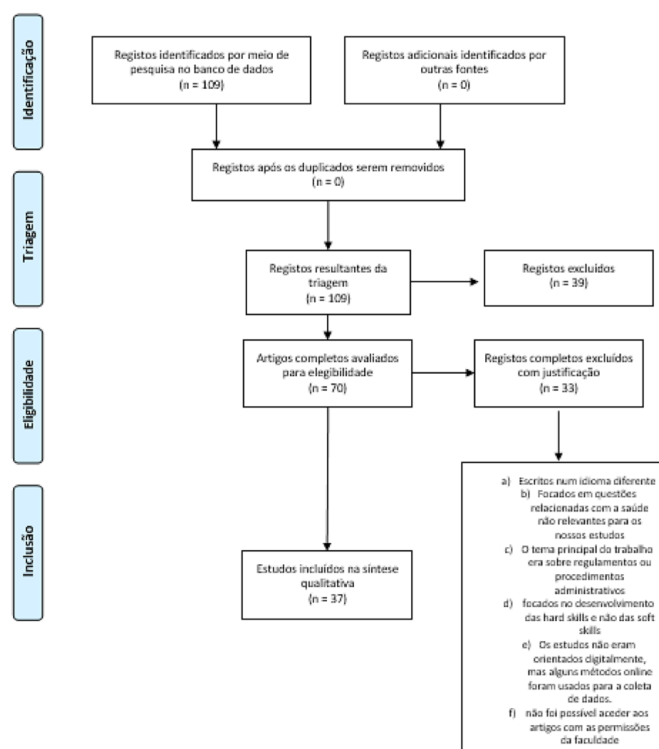 Identificação
Registos identificados por meio de
pesquisa no banco de dados
(n = 109)
Registos adicionais identificados por
outras fontes
(n = 0)
Registos após os duplicados serem removidos
(n = 0)
Triagem
Registos resultantes da
triagem
(n = 109)
Registos excluídos
(n = 39)
Eligibilidade
Artigos completos avaliados
para elegebilidade
(n = 70)
Registos completos excluídos
com justificação
(n = 33)
a) Escritos num idioma diferente
b) Focados em questões
relacionadas com a saúde
não relevantes para os
nossos estudos
c) O tema principal do trabalho
era sobre regulamentos ou
procedimentos
administrativos
d) focados no desenvolvimento
das hard skills e não das soft
skills
e) Os estudos não eram
orientados digitalmente,
mas alguns métodos online
foram usados para a coleta
de dados.
f) não foi possível aceder aos
artigos com as permissões
da faculdade
Inclusão
Estudos incluídos na síntese
qualitativa
(n = 37)